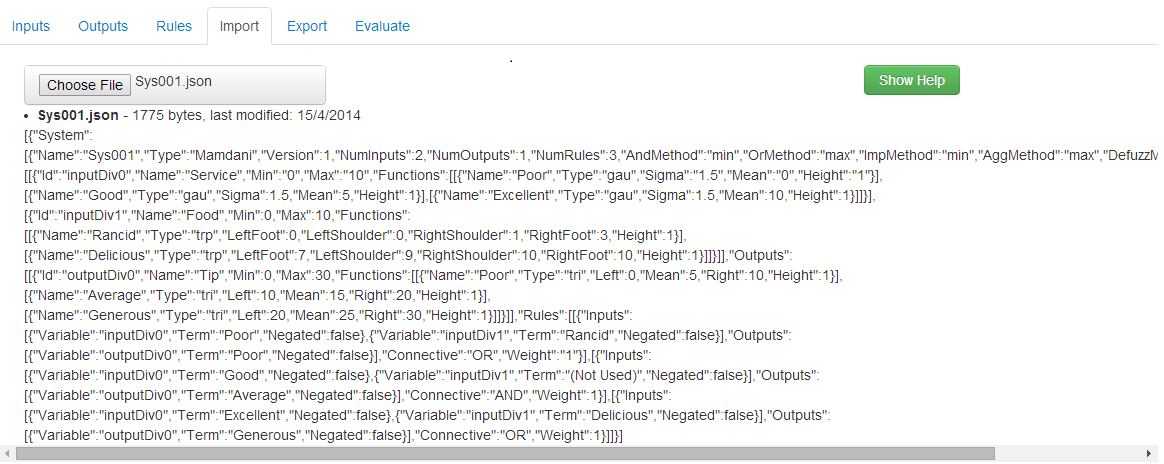 Inputs Outputs Rules Import Export Evaluate
.
Choose File Sys001.json
Show Help
• Sys001.json - 1775 bytes, last modified: 15/4/2014
[{"System":
[{"Name":"Sys001","Type":"Mamdani","Version":1,"NumInputs":2,"NumOutputs":1,"NumRules":3,"AndMethod":"min","OrMethod":"max","ImpMethod":"min","AggMethod":"max","DefuzzM
[[{"Id":"inputDiv0","Name":"Service","Min":"0","Max":"10","Functions":[[{"Name":"Poor","Type":"gau","Sigma":"1.5","Mean":"0","Height":"1"}],
[{"Name":"Good","Type":"gau","Sigma":1.5,"Mean":5,"Height":1}],[{"Name":"Excellent","Type":"gau","Sigma":1.5,"Mean":10,"Height":1}]]}],
[{"Id":"inputDiv1","Name":"Food","Min":0,"Max":10,"Functions":
[[{"Name":"Rancid","Type":"trp","LeftFoot":0,"LeftShoulder":0,"RightShoulder":1,"RightFoot":3,"Height":1}],
[{"Name":"Delicious","Type":"trp","LeftFoot":7,"LeftShoulder":9,"RightShoulder":10,"RightFoot":10,"Height":1}]]}]],"Outputs":
[[{"Id":"outputDiv0","Name":"Tip","Min":0,"Max":30,"Functions":[[{"Name":"Poor","Type":"tri","Left":0,"Mean":5,"Right":10,"Height":1}],
[{"Name":"Average","Type":"tri","Left":10,"Mean":15,"Right":20,"Height":1}],
[{"Name":"Generous","Type":"tri","Left":20,"Mean":25,"Right":30,"Height":1}]]}]],"Rules":[[{"Inputs":
[{"Variable":"inputDiv0","Term":"Poor","Negated":false},{"Variable":"inputDiv1","Term":"Rancid","Negated":false}],"Outputs":
[{"Variable":"outputDiv0","Term":"Poor","Negated":false}],"Connective":"OR","Weight":"1"}],[{"Inputs":
[{"Variable":"inputDiv0","Term":"Good","Negated":false},{"Variable":"inputDiv1","Term":"(Not Used)","Negated":false}],"Outputs":
[{"Variable":"outputDiv0","Term":"Average","Negated":false}],"Connective":"AND","Weight":1}],[{"Inputs":
[{"Variable":"inputDiv0","Term":"Excellent","Negated":false},{"Variable":"inputDiv1","Term":"Delicious","Negated":false}],"Outputs":
[{"Variable":"outputDiv0","Term":"Generous","Negated":false}],"Connective":"OR","Weight":1}]]}]